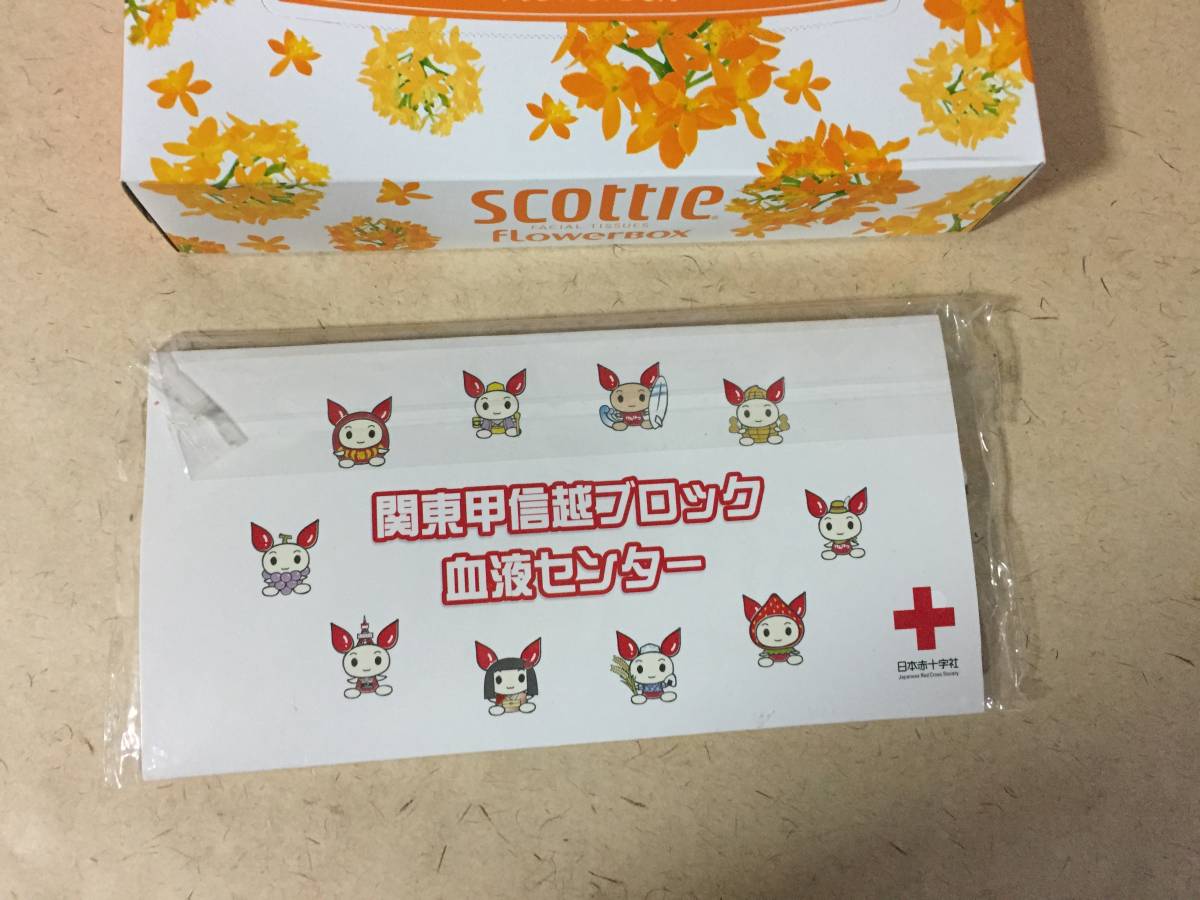 scottie
FACIAL TISSUES
FLOWERBOX
関東甲信越ブロック
血液センター
日本赤十字社
Japanese Red Cross Society